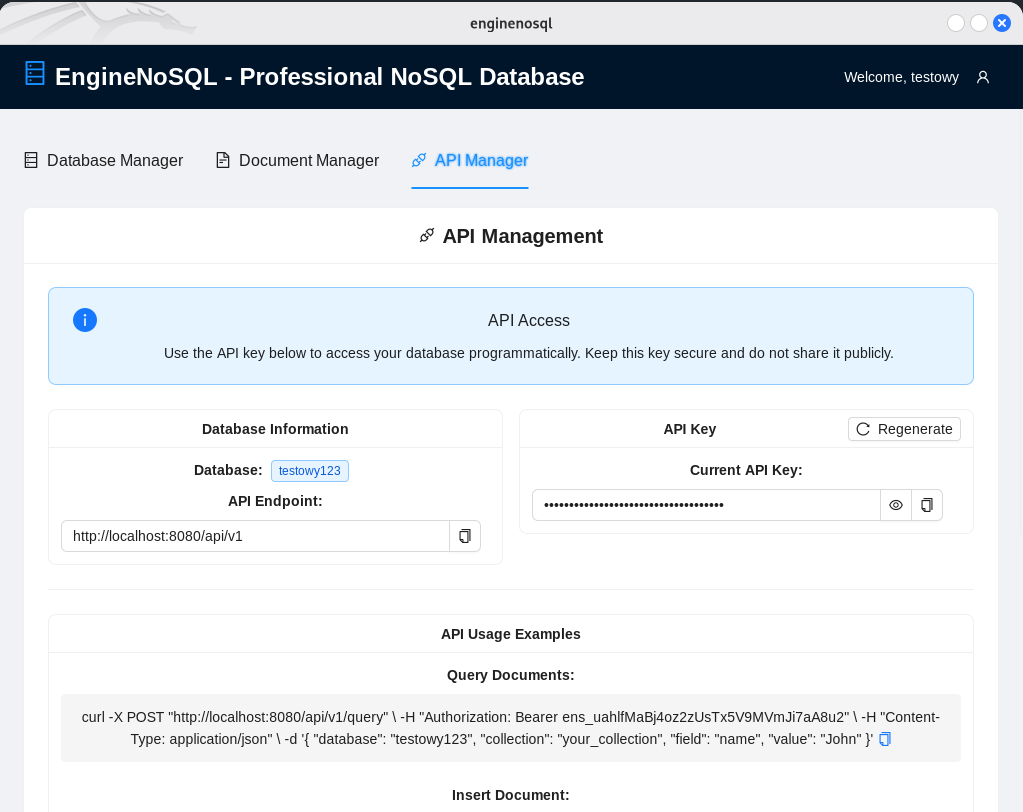 enginenosql
EngineNoSQL - Professional NoSQL Database
Welcome, testowy
Database Manager
Document Manager
API Manager
API Management
API Access
Use the API key below to access your database programmatically. Keep this key secure and do not share it publicly.
Database Information
Database: testowy123
API Endpoint:
http://localhost:8080/api/v1
API Key
Regenerate
Current API Key:
••••••••••••••••••••••••••••••••••••
API Usage Examples
Query Documents:
curl -X POST "http://localhost:8080/api/v1/query" \ -H "Authorization: Bearer ens_uahlfMaBj4oz2zUsTx5V9MVmJi7aA8u2" \ -H "Content-
Type: application/json" \ -d '{ "database": "testowy123", "collection": "your_collection", "field": "name", "value": "John" }'
Insert Document: